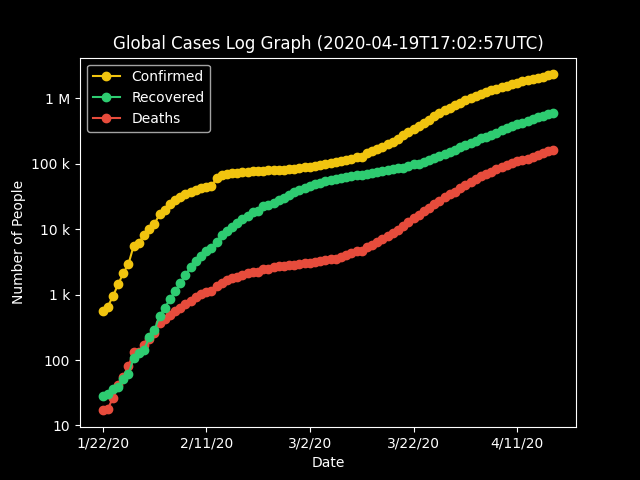 Global Cases Log Graph (2020-04-19T17:02:57UTC)
Confirmed
Recovered
Deaths
1 M
100 k
10 k
1 k
100
10
Number of People
1/22/20 2/11/20 3/2/20 3/22/20 4/11/20
Date